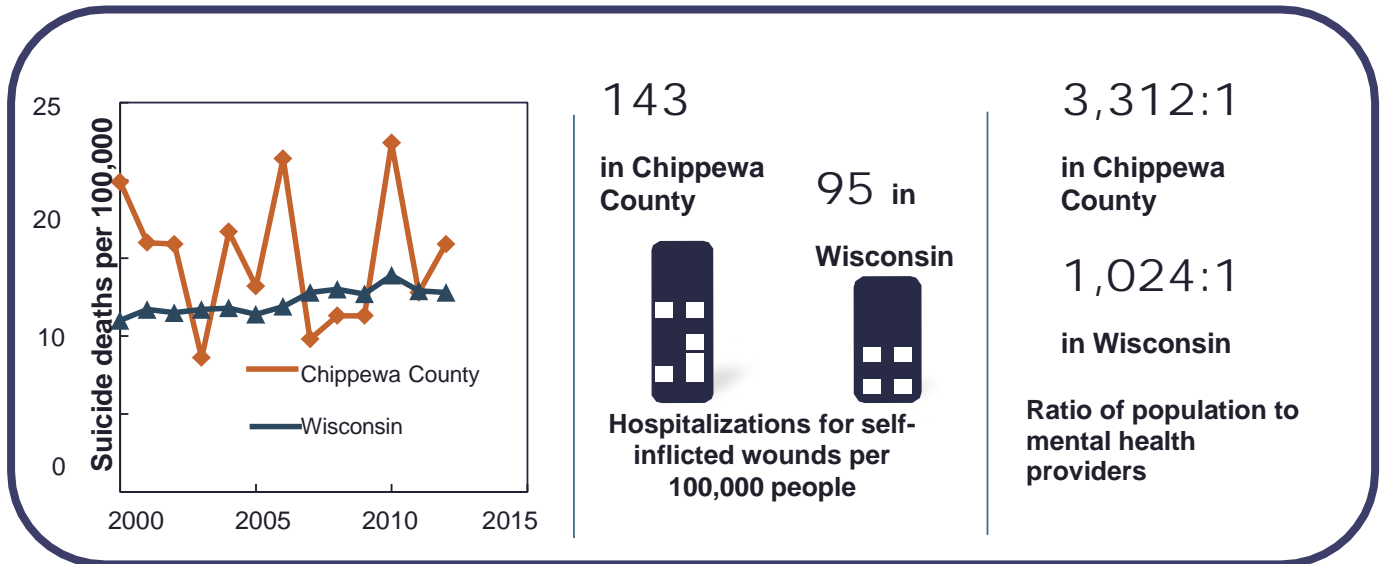 25
20
10
0
Suicide deaths per 100,000
Chippewa County
Wisconsin
2000 2005 2010 2015
143
in Chippewa
County
95 in
Wisconsin
Hospitalizations for self-
inflicted wounds per
100,000 people
3,312:1
in Chippewa
County
1,024:1
in Wisconsin
Ratio of population to
mental health
providers